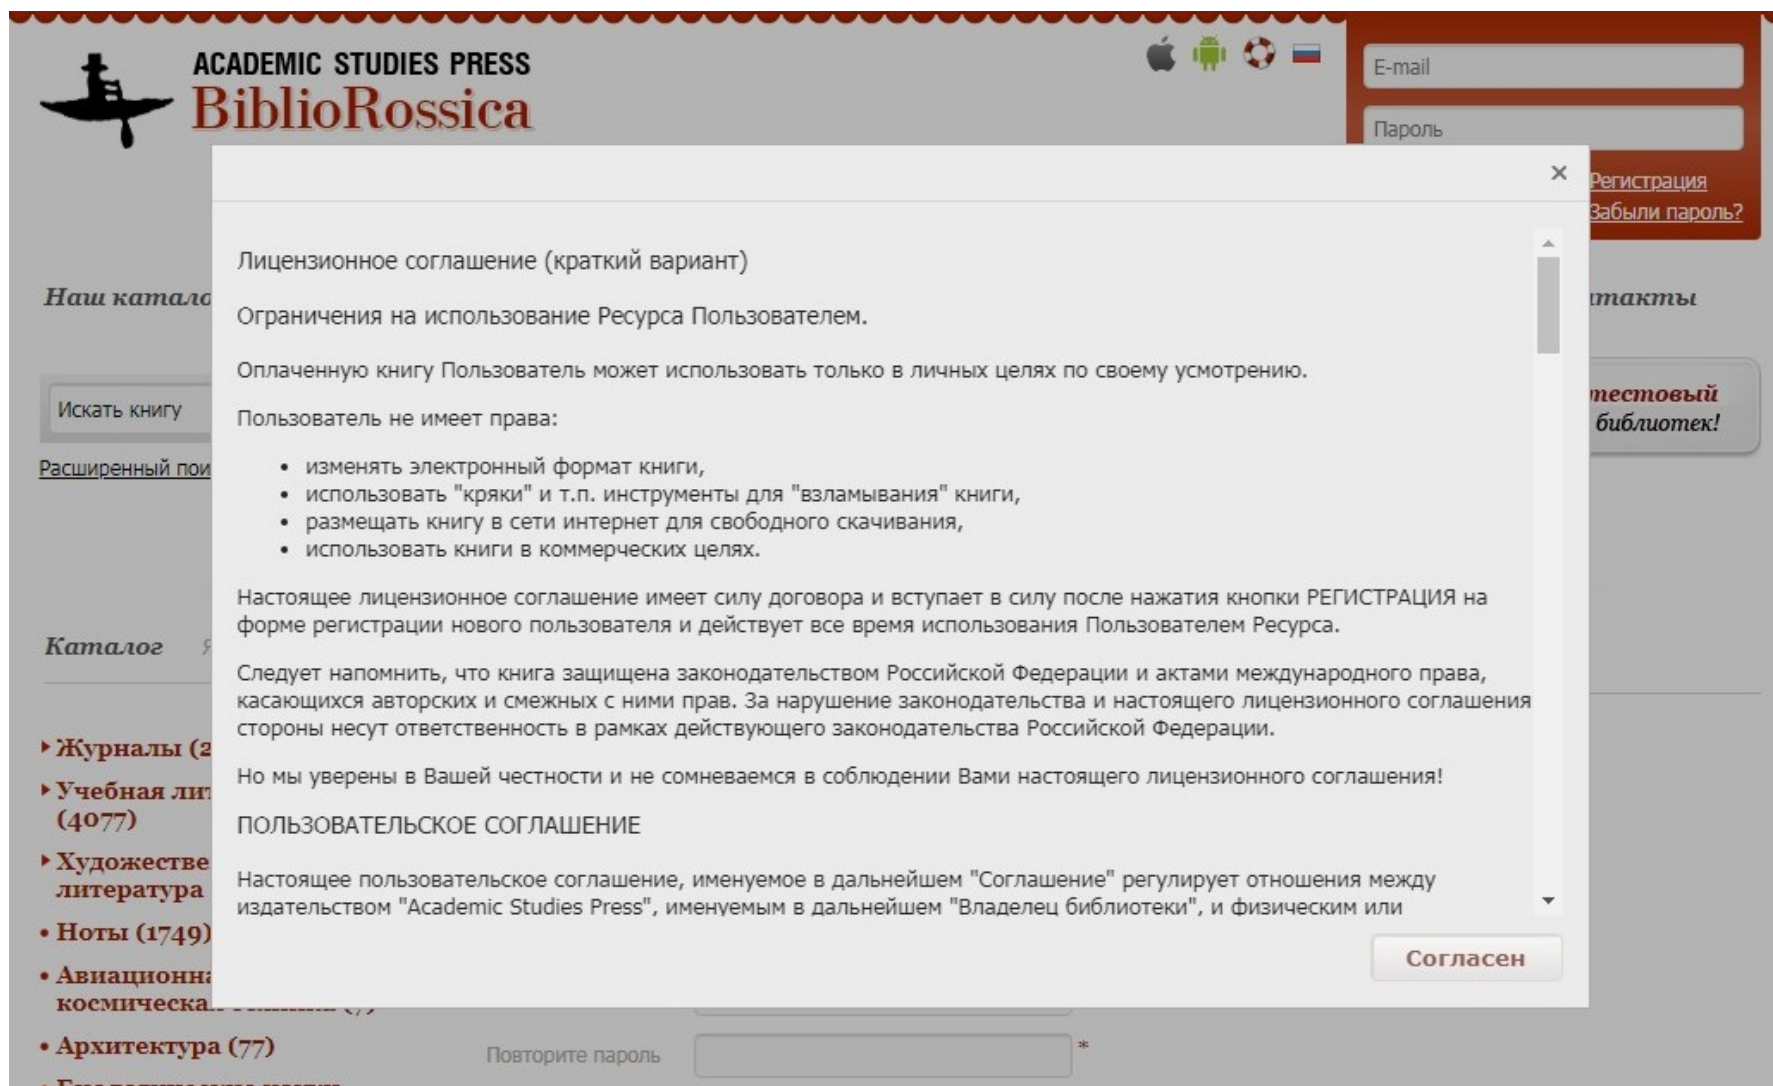 ACADEMIC STUDIES PRESS
BiblioRossica
E-mail
Пароль
Регистрация
Забыли пароль?
Наш
Искать книгу
Расширенный
тестовый
библиотек!
Лицензионное соглашение (краткий вариант)
Ограничения на использование Ресурса Пользователем.
Оплаченную книгу Пользователь может использовать только в личных целях по своему усмотрению.
Пользователь не имеет права:
• изменять электронный формат книги,
• использовать "кряки" и т.п. инструменты для "взламывания" книги,
• размещать книгу в сети интернет для свободного скачивания,
• использовать книги в коммерческих целях.
Настоящее лицензионное соглашение имеет силу договора и вступает в силу после нажатия кнопки РЕГИСТРАЦИЯ на
форме регистрации нового пользователя и действует все время использования Пользователем Ресурса.
Следует напомнить, что книга защищена законодательством Российской Федерации и актами международного права,
касающихся авторских и смежных с ними прав. За нарушение законодательства и настоящего лицензионного соглашения
стороны несут ответственность в рамках действующего законодательства Российской Федерации.
Но мы уверены в Вашей честности и не сомневаемся в соблюдении Вами настоящего лицензионного соглашения!
ПОЛЬЗОВАТЕЛЬСКОЕ СОГЛАШЕНИЕ
Настоящее пользовательское соглашение, именуемое в дальнейшем "Соглашение" регулирует отношения между
издательством "Academic Studies Press", именуемым в дальнейшем "Владелец библиотеки", и физическим или
Согласен
Каталог
Журналы
Учебная
(4077)
литература
• Ноты (1749)
• Архитектура (77)
Повторите пароль
*